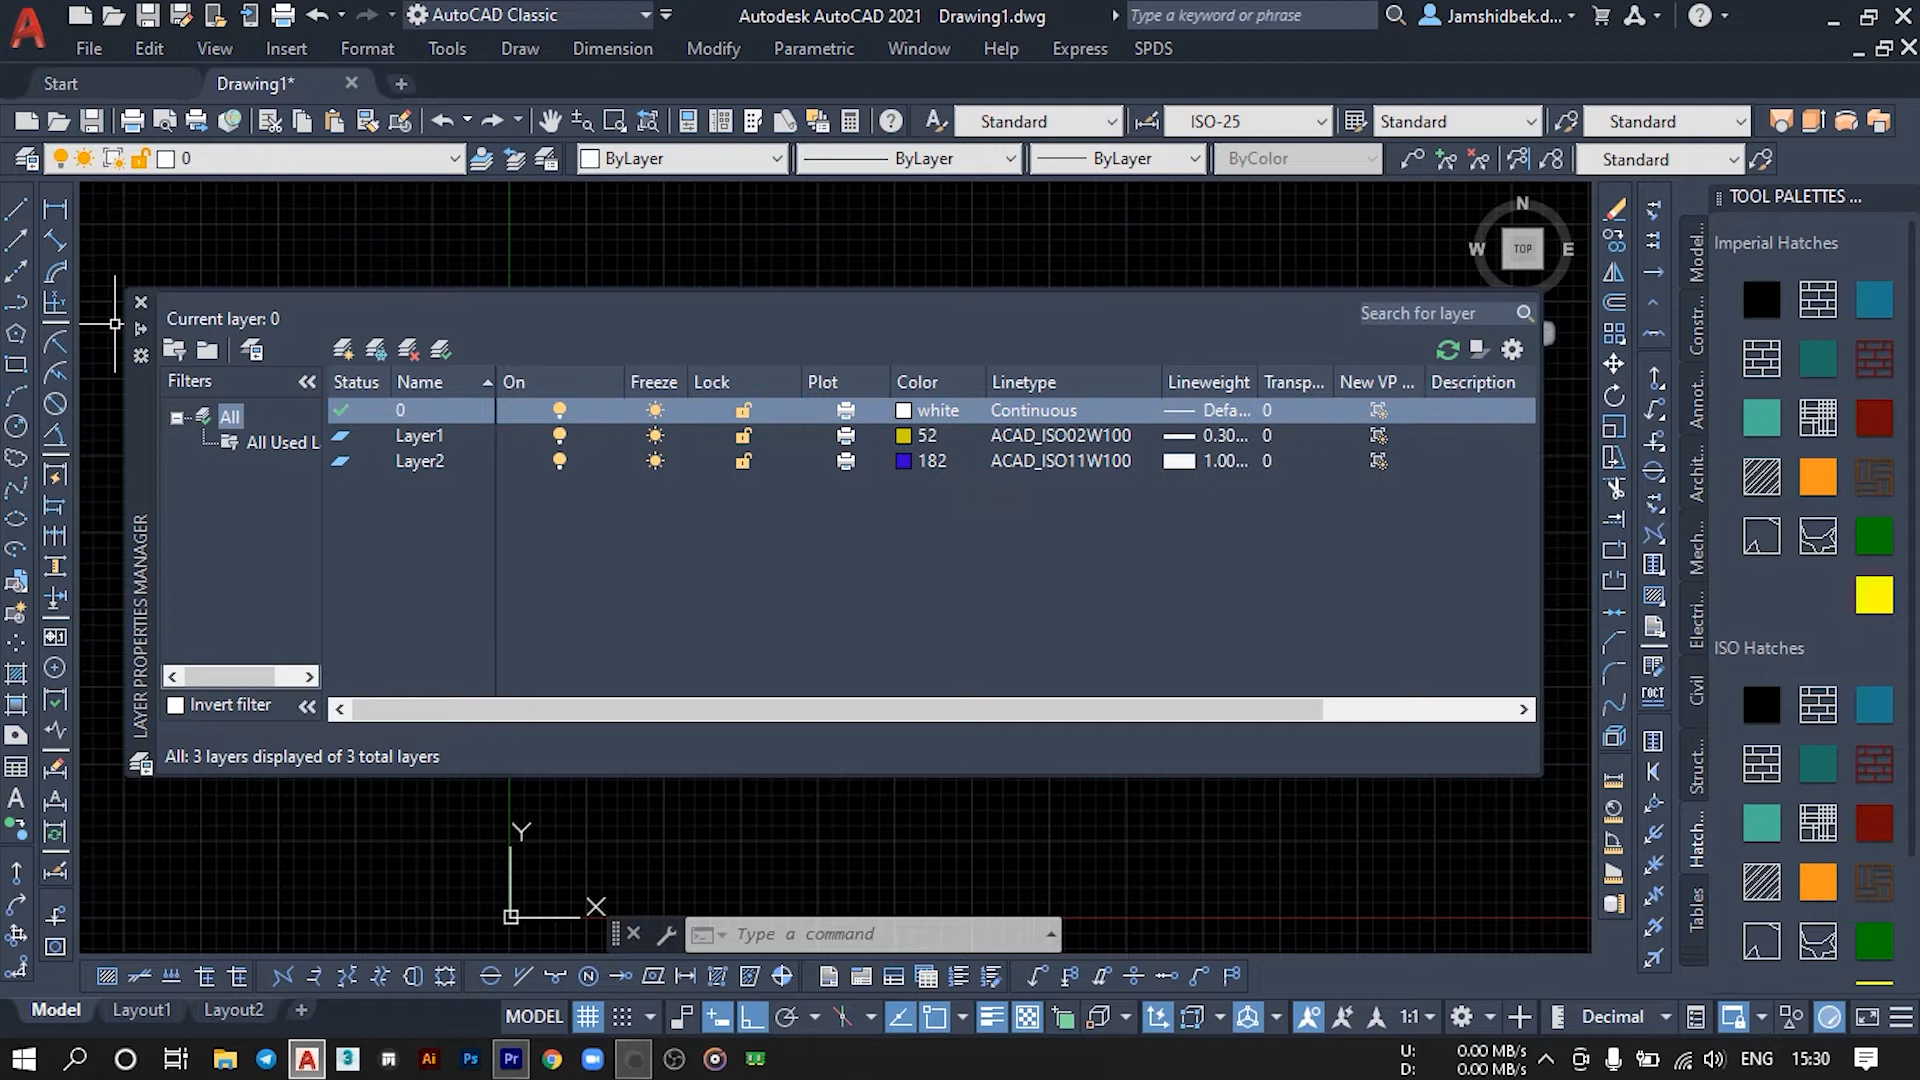 AutoCAD Classic
Autodesk AutoCAD 2021 Drawing1.dwg
Type a keyword or phrase
Jamshidbek.d...
File Edit View Insert Format Tools Draw Dimension Modify Parametric Window Help Express SPDS
Start Drawing1*
Standard ISO-25 Standard Standard
0 ByLayer ByLayer ByLayer ByColor Standard
TOOL PALETTES ...
N
W TOP E
Imperial Hatches
Current layer: 0
Search for layer
Filters Status Name On Freeze Lock Plot Color Linetype Lineweight Transp... New VP ... Description
All 0 white Continuous Defa... 0
All Used L Layer1 52 ACAD_ISO02W100 0.30... 0
Layer2 182 ACAD_ISO11W100 1.00... 0
LAYER PROPERTIES MANAGER
Invert filter
All: 3 layers displayed of 3 total layers
Model
Constr...
Annot...
Archit...
Mech...
Electri...
Civil
Struct...
Hatch...
Tables
ISO Hatches
ГОСТ
A
Y
X
Type a command
Model Layout1 Layout2
MODEL 1:1 Decimal
Ai Ps Pr
U: 0.00 MB/s
D: 0.00 MB/s
ENG 15:30